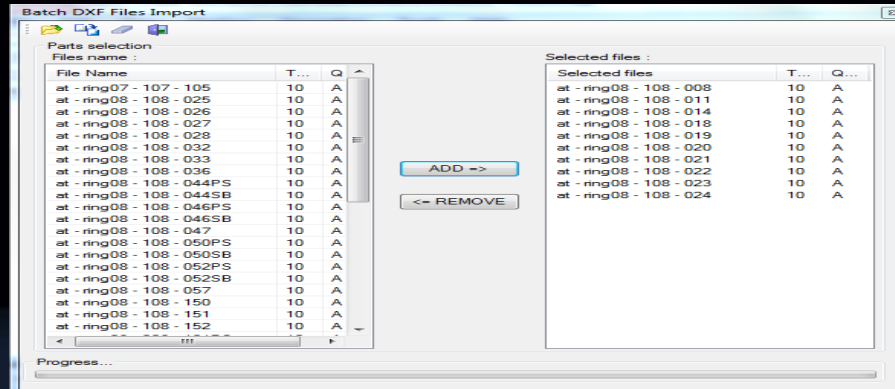 Batch DXF Files Import
Parts selection
Files name :
File Name T... Q
at - ring07 - 107 - 105 10 A
at - ring08 - 108 - 025 10 A
at - ring08 - 108 - 026 10 A
at - ring08 - 108 - 027 10 A
at - ring08 - 108 - 028 10 A
at - ring08 - 108 - 032 10 A
at - ring08 - 108 - 033 10 A
at - ring08 - 108 - 036 10 A
at - ring08 - 108 - 044PS 10 A
at - ring08 - 108 - 044SB 10 A
at - ring08 - 108 - 046PS 10 A
at - ring08 - 108 - 046SB 10 A
at - ring08 - 108 - 047 10 A
at - ring08 - 108 - 050PS 10 A
at - ring08 - 108 - 050SB 10 A
at - ring08 - 108 - 052PS 10 A
at - ring08 - 108 - 052SB 10 A
at - ring08 - 108 - 057 10 A
at - ring08 - 108 - 150 10 A
at - ring08 - 108 - 151 10 A
at - ring08 - 108 - 152 10 A
ADD =>
<= REMOVE
Selected files :
Selected files T... Q...
at - ring08 - 108 - 008 10 A
at - ring08 - 108 - 011 10 A
at - ring08 - 108 - 014 10 A
at - ring08 - 108 - 018 10 A
at - ring08 - 108 - 019 10 A
at - ring08 - 108 - 020 10 A
at - ring08 - 108 - 021 10 A
at - ring08 - 108 - 022 10 A
at - ring08 - 108 - 023 10 A
at - ring08 - 108 - 024 10 A
Progress...